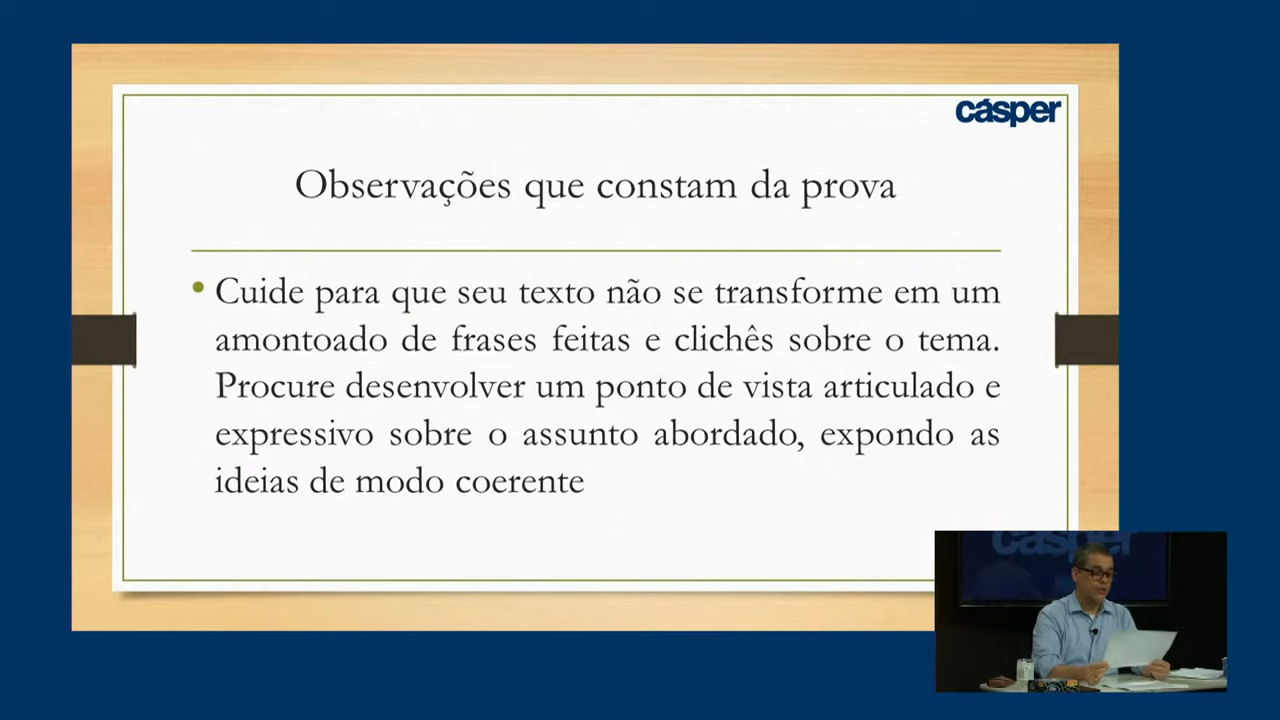 cásper
Observações que constam da prova
• Cuide para que seu texto não se transforme em um
amontoado de frases feitas e clichês sobre o tema.
Procure desenvolver um ponto de vista articulado e
expressivo sobre o assunto abordado, expondo as
ideias de modo coerente
cásper